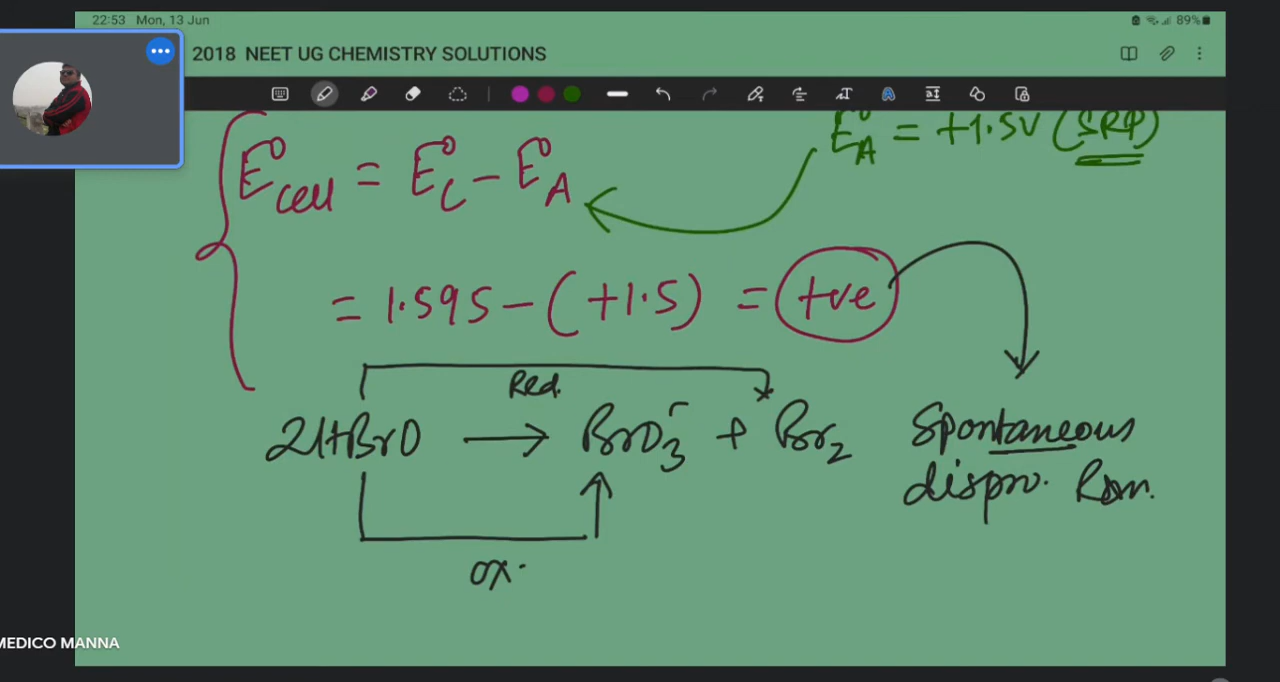 22:53 Mon, 13 Jun
89%
2018 NEET UG CHEMISTRY SOLUTIONS
E°A = +1.5V (SRP)
E°cell = E°C - E°A
= 1.595 - (+1.5) = +ve
Red.
2HBrO → BrO3- + Br2
Spontaneous
dispro. Rxn.
ox.
MEDICO MANNA